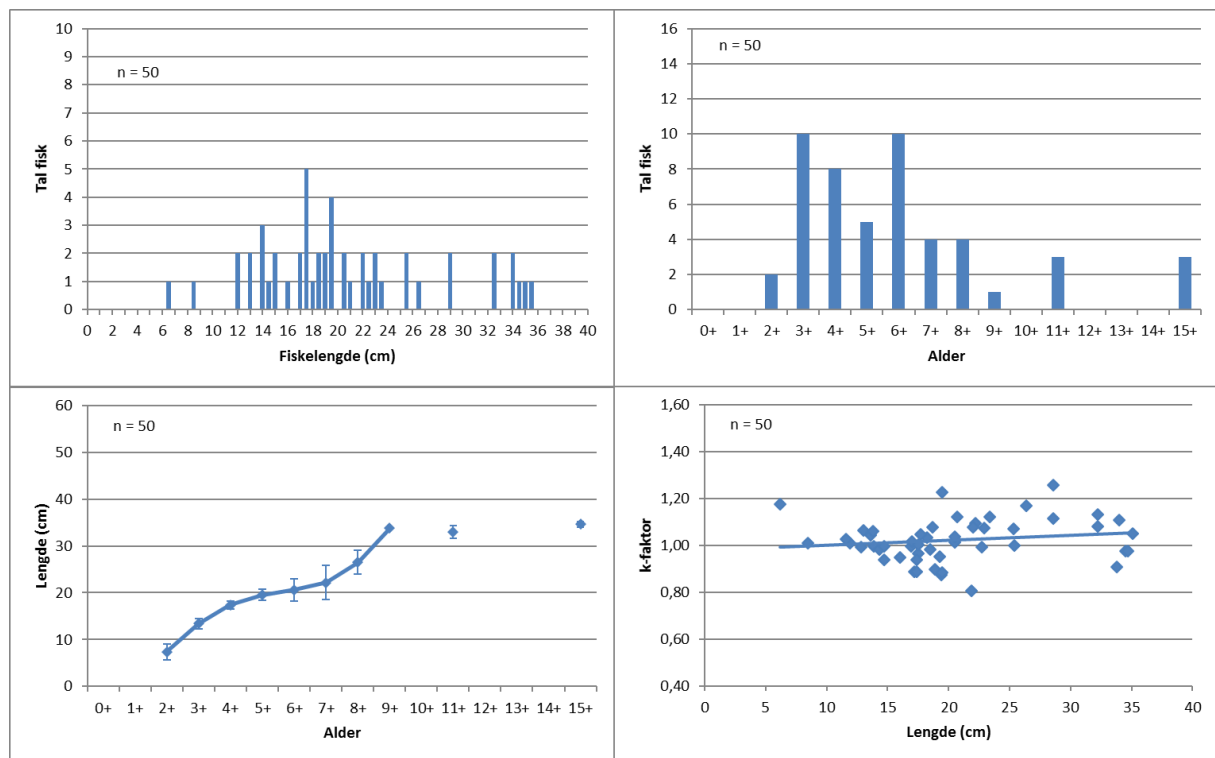 10
9
8
7
6
5
4
3
2
1
0
n = 50
Tal fisk
0 2 4 6 8 10 12 14 16 18 20 22 24 26 28 30 32 34 36 38 40
Fiskelengde (cm)
16
14
12
10
8
6
4
2
0
n = 50
Tal fisk
0+ 1+ 2+ 3+ 4+ 5+ 6+ 7+ 8+ 9+ 10+ 11+ 12+ 13+ 14+ 15+
Alder
60
50
40
30
20
10
0
n = 50
Lengde (cm)
0+ 1+ 2+ 3+ 4+ 5+ 6+ 7+ 8+ 9+ 10+ 11+ 12+ 13+ 14+ 15+
Alder
1,60
1,40
1,20
1,00
0,80
0,60
0,40
n = 50
k-faktor
0 5 10 15 20 25 30 35 40
Lengde (cm)